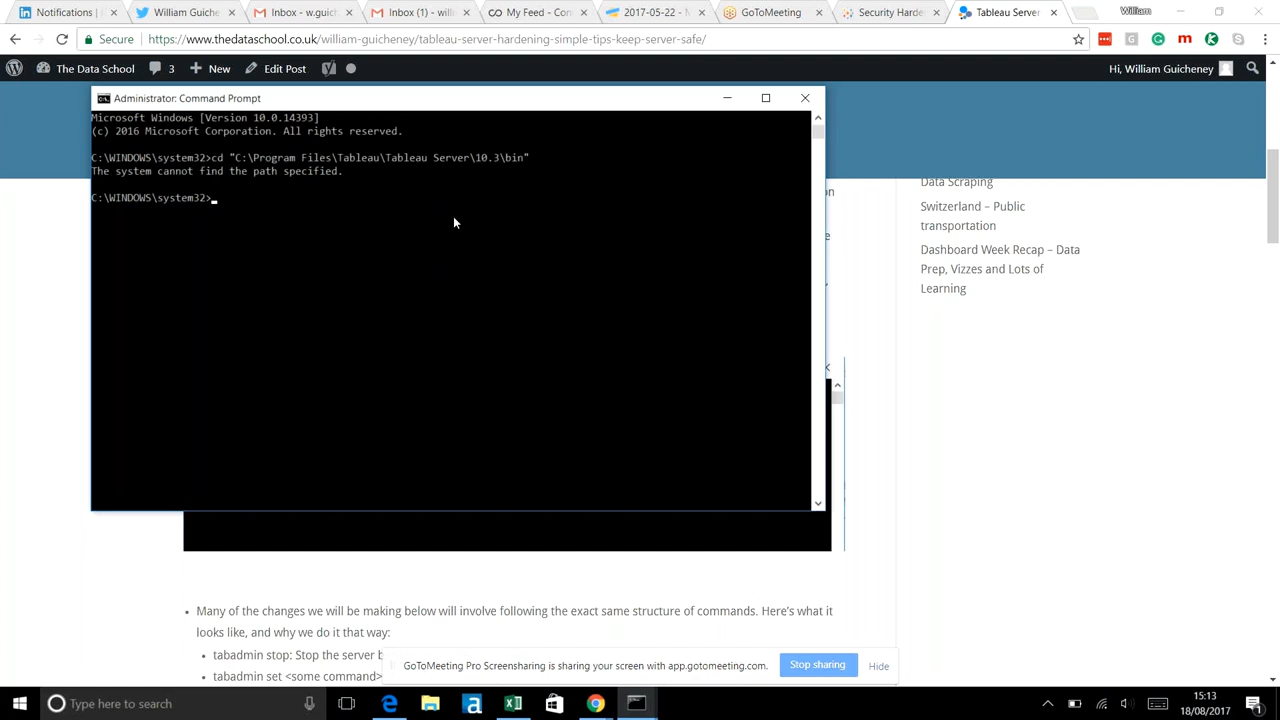 Notifications
William Guiche
Inbox - w.guich
Inbox (1) - willi
My Feed - Con
2017-05-22 - M
GoToMeeting
Security Harde
Tableau Server
William
Secure
https://www.thedataschool.co.uk/william-guicheney/tableau-server-hardening-simple-tips-keep-server-safe/
The Data School
3
New
Edit Post
Hi, William Guicheney
Administrator: Command Prompt
Microsoft Windows [Version 10.0.14393]
(c) 2016 Microsoft Corporation. All rights reserved.
C:\WINDOWS\system32>cd "C:\Program Files\Tableau\Tableau Server\10.3\bin"
The system cannot find the path specified.
C:\WINDOWS\system32>
on
e
Data Scraping
Switzerland – Public
transportation
Dashboard Week Recap – Data
Prep, Vizzes and Lots of
Learning
Many of the changes we will be making below will involve following the exact same structure of commands. Here's what it
looks like, and why we do it that way:
tabadmin stop: Stop the server b
tabadmin set <some command>
GoToMeeting Pro Screensharing is sharing your screen with app.gotomeeting.com.
Stop sharing
Hide
Type here to search
15:13
18/08/2017